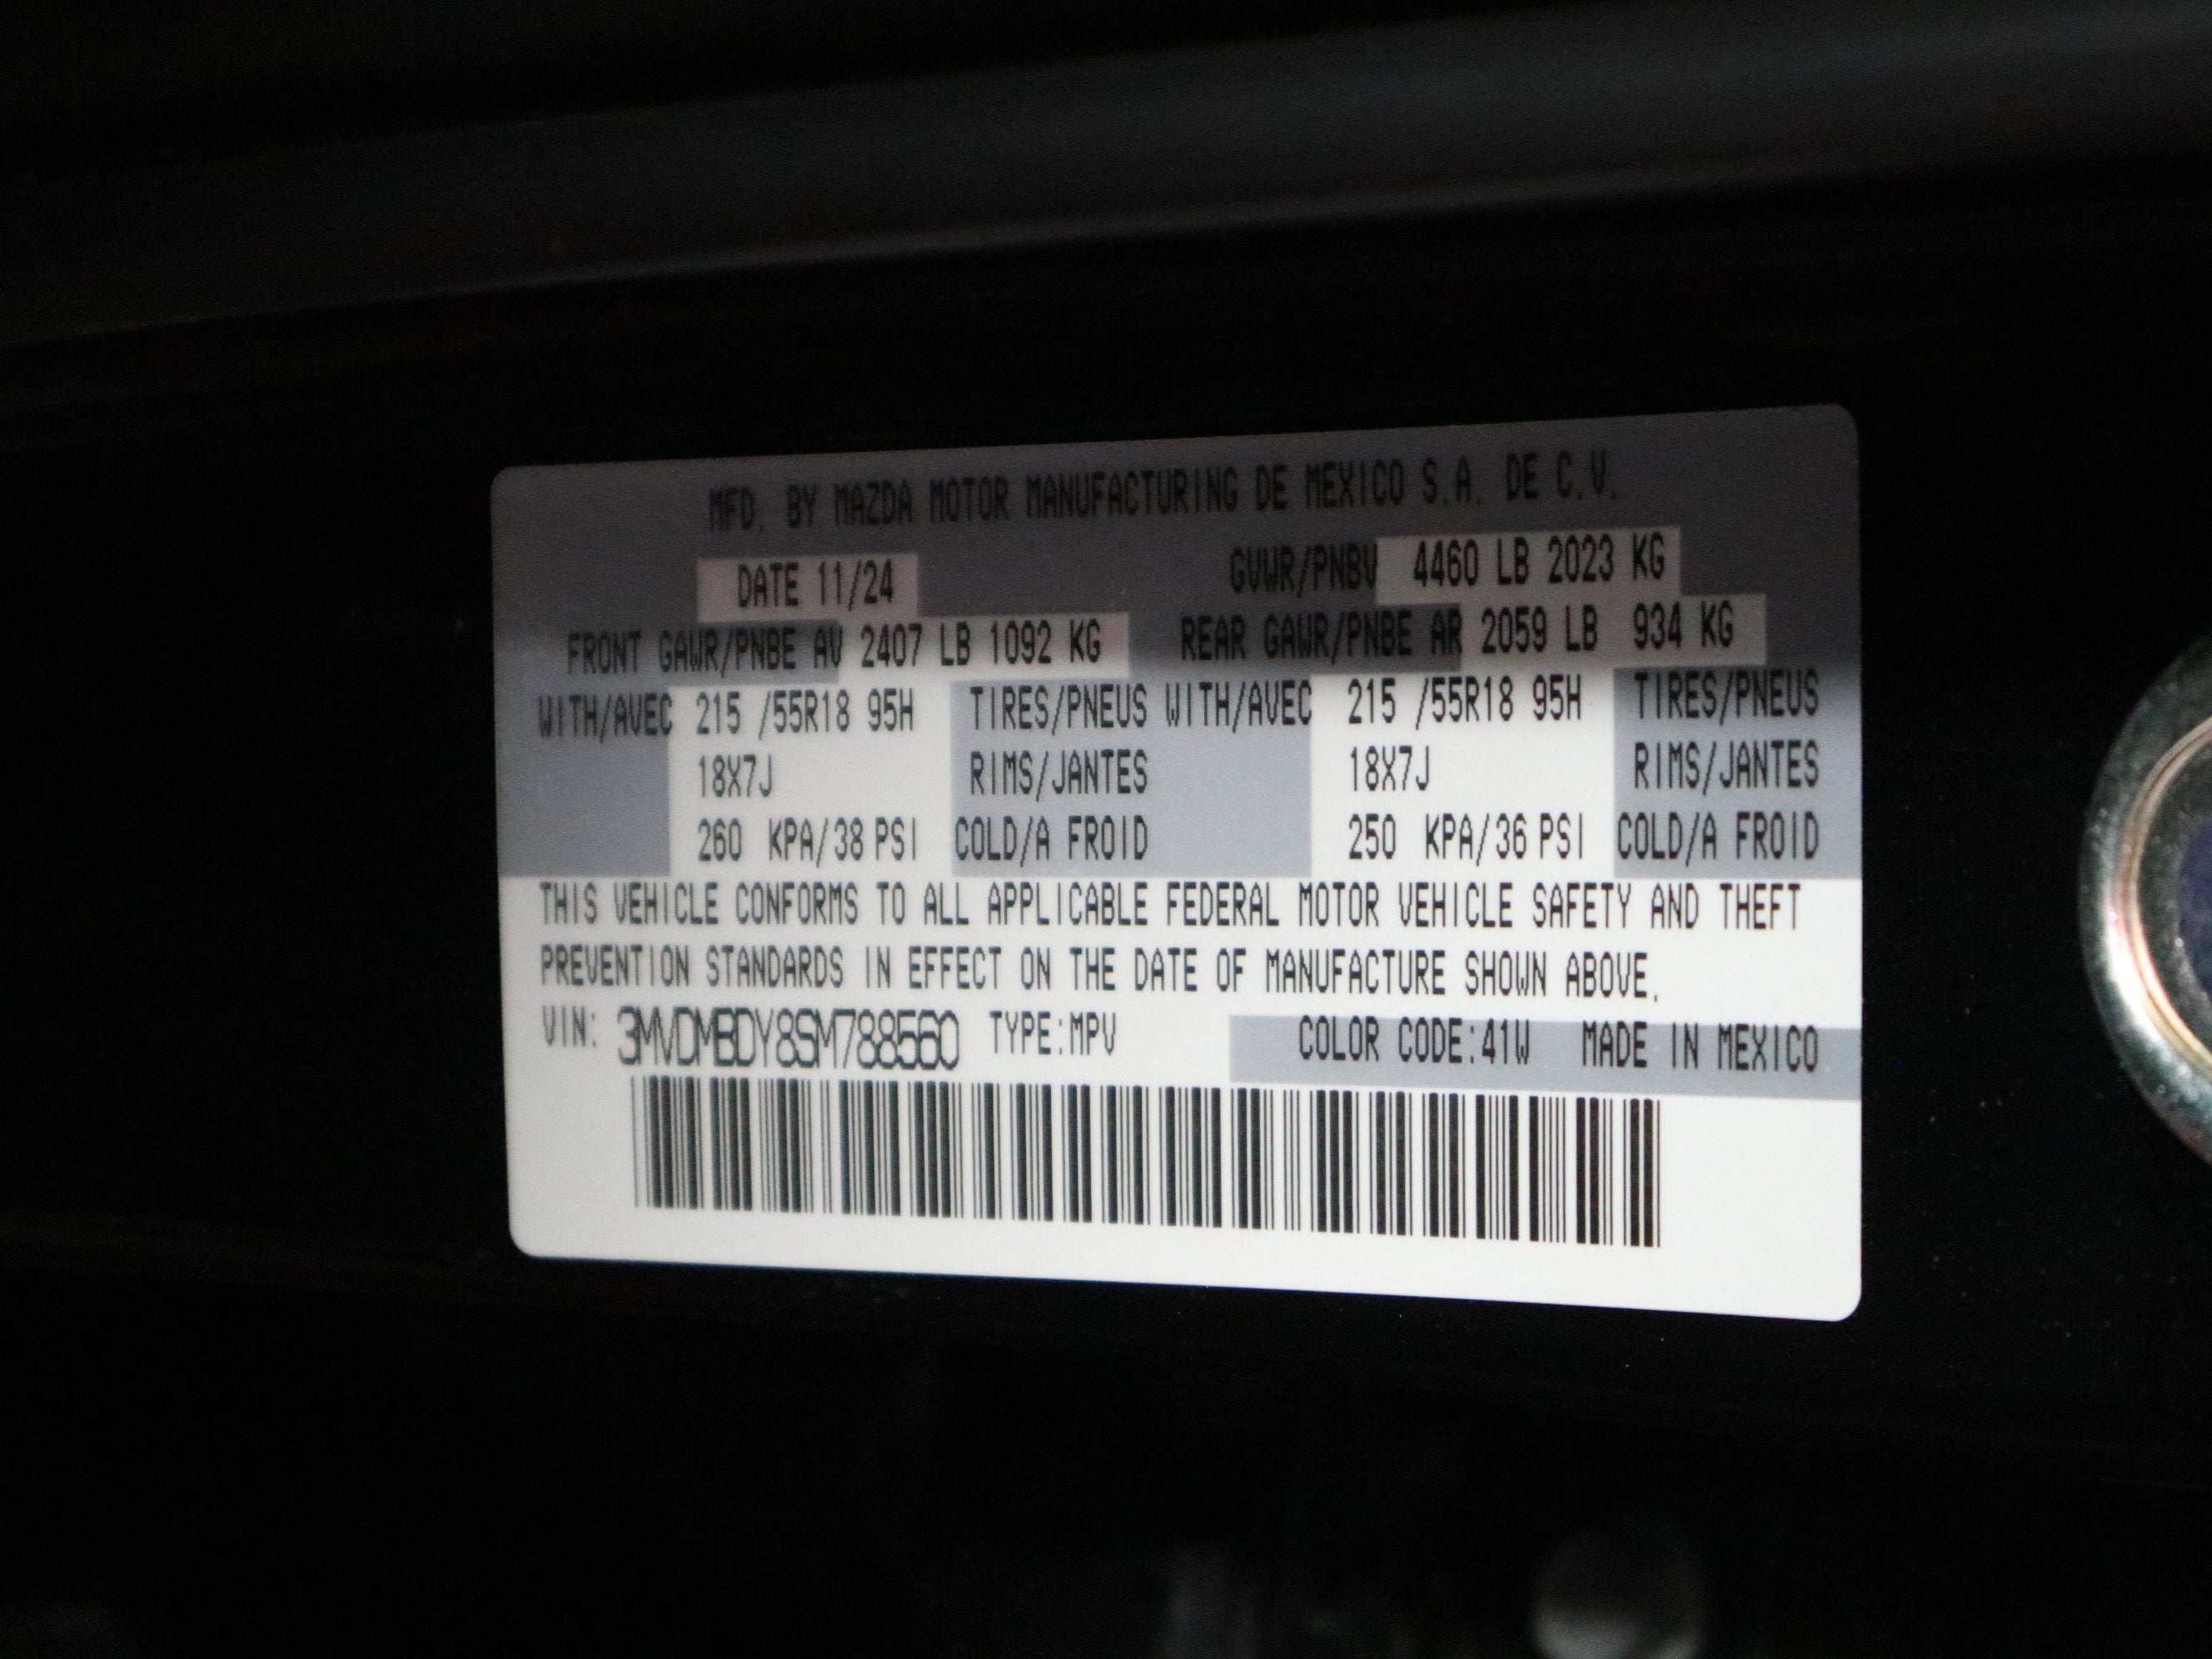 MFD. BY MAZDA MOTOR MANUFACTURING DE MEXICO S.A. DE C.V.
DATE 11/24 GVWR/PNBV 4460 LB 2023 KG
FRONT GAWR/PNBE AV 2407 LB 1092 KG REAR GAWR/PNBE AR 2059 LB 934 KG
WITH/AVEC 215 /55R18 95H TIRES/PNEUS WITH/AVEC 215 /55R18 95H TIRES/PNEUS
18X7J RIMS/JANTES 18X7J RIMS/JANTES
260 KPA/38 PSI COLD/A FROID 250 KPA/36 PSI COLD/A FROID
THIS VEHICLE CONFORMS TO ALL APPLICABLE FEDERAL MOTOR VEHICLE SAFETY AND THEFT
PREVENTION STANDARDS IN EFFECT ON THE DATE OF MANUFACTURE SHOWN ABOVE.
VIN: 3MVDMBDY8SM788560 TYPE:MPV COLOR CODE:41W MADE IN MEXICO